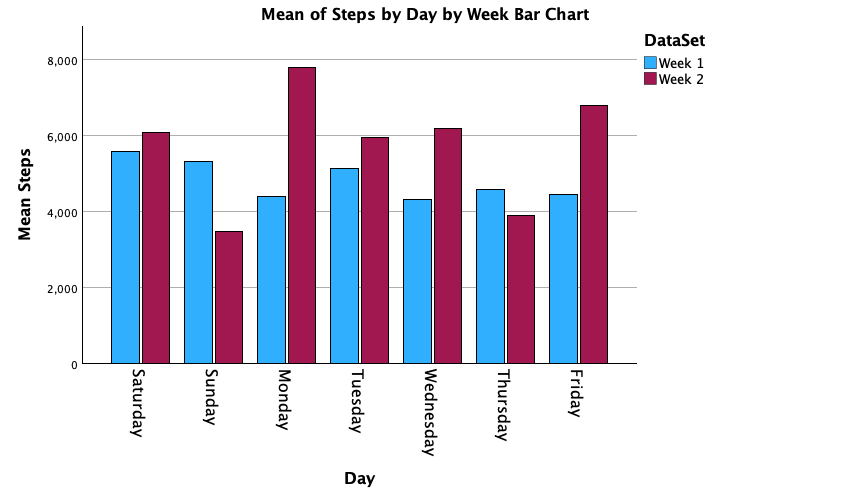 Mean of Steps by Day by Week Bar Chart
DataSet
Week 1
Week 2
Mean Steps
8,000
6,000
4,000
2,000
0
Saturday
Sunday
Monday
Tuesday
Wednesday
Thursday
Friday
Day